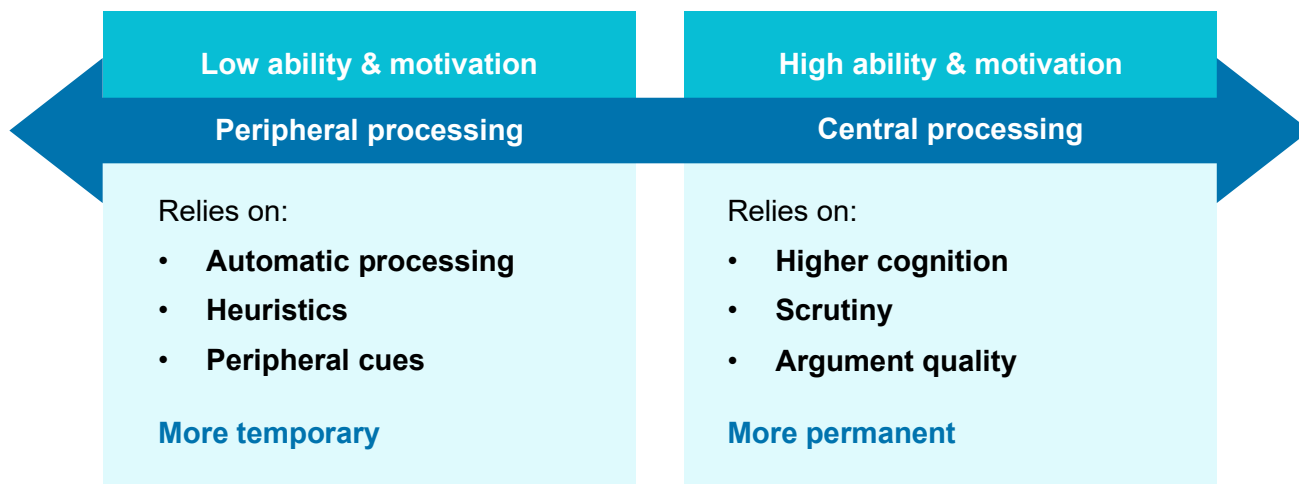 Low ability & motivation
Peripheral processing
Relies on:
• Automatic processing
• Heuristics
• Peripheral cues
More temporary
High ability & motivation
Central processing
Relies on:
• Higher cognition
• Scrutiny
• Argument quality
More permanent